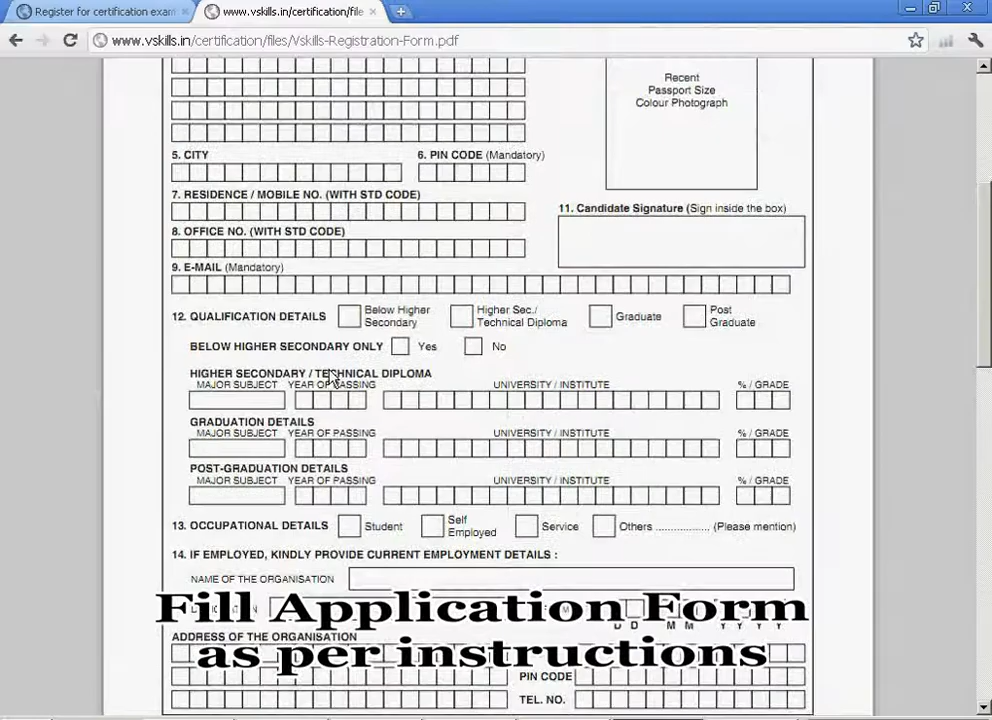 Register for certification exam
www.vskills.in/certification/file
www.vskills.in/certification/files/Vskills-Registration-Form.pdf
Recent
Passport Size
Colour Photograph
5. CITY
6. PIN CODE (Mandatory)
7. RESIDENCE / MOBILE NO. (WITH STD CODE)
11. Candidate Signature (Sign inside the box)
8. OFFICE NO. (WITH STD CODE)
9. E-MAIL (Mandatory)
12. QUALIFICATION DETAILS
Below Higher
Secondary
Higher Sec./
Technical Diploma
Graduate
Post
Graduate
BELOW HIGHER SECONDARY ONLY
Yes
No
HIGHER SECONDARY / TECHNICAL DIPLOMA
MAJOR SUBJECT YEAR OF PASSING UNIVERSITY / INSTITUTE % / GRADE
GRADUATION DETAILS
MAJOR SUBJECT YEAR OF PASSING UNIVERSITY / INSTITUTE % / GRADE
POST-GRADUATION DETAILS
MAJOR SUBJECT YEAR OF PASSING UNIVERSITY / INSTITUTE % / GRADE
13. OCCUPATIONAL DETAILS
Student
Self
Employed
Service
Others .................. (Please mention)
14. IF EMPLOYED, KINDLY PROVIDE CURRENT EMPLOYMENT DETAILS :
NAME OF THE ORGANISATION
Fill Application Form
D D M M Y Y Y Y
ADDRESS OF THE ORGANISATION
as per instructions
PIN CODE
TEL. NO.